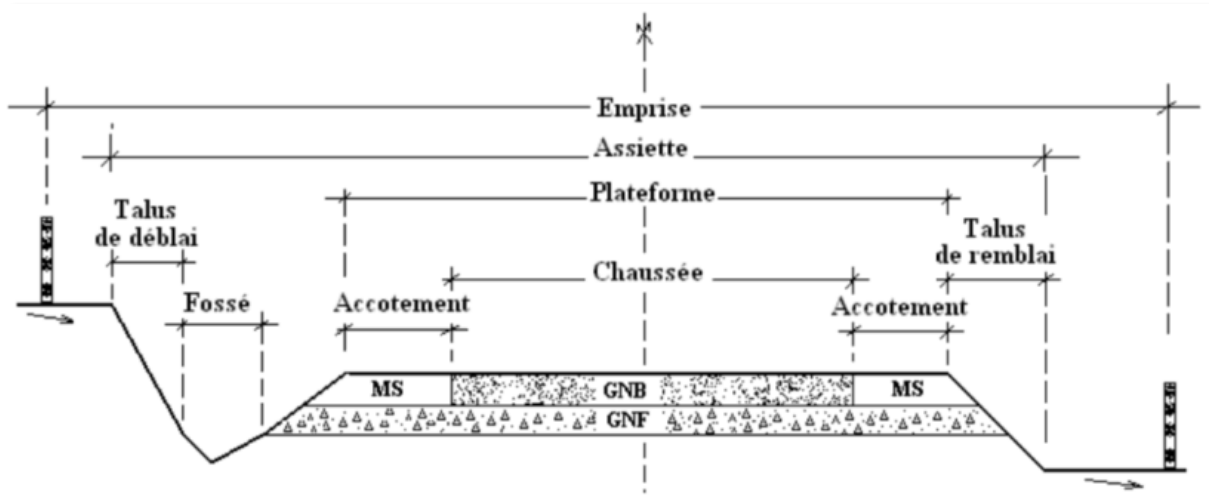 Emprise
Assiette
Plateforme
Talus
de déblai
Talus
de remblai
Chaussée
Fossé
Accotement
Accotement
MS
GNB
MS
GNF